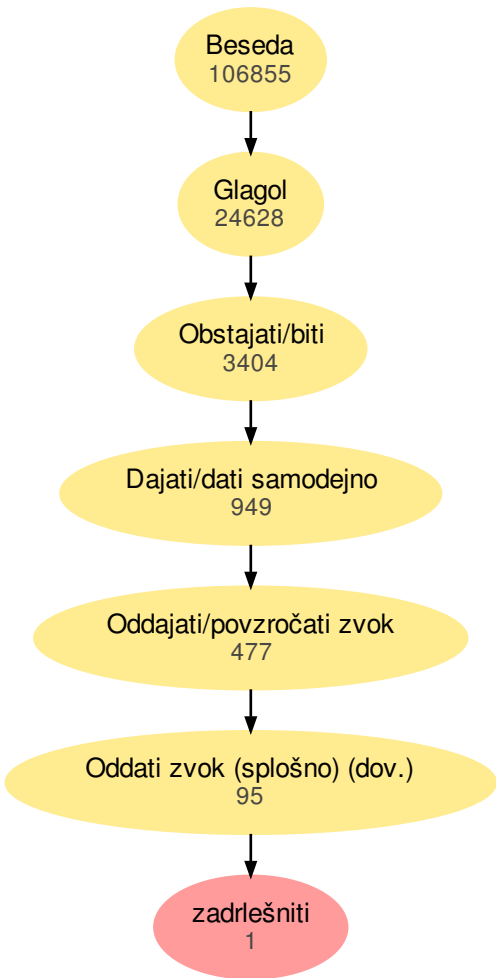 Beseda
106855
Glagol
24628
Obstajati/biti
3404
Dajati/dati samodejno
949
Oddajati/povzročati zvok
477
Oddati zvok (splošno) (dov.)
95
zadrlešniti
1